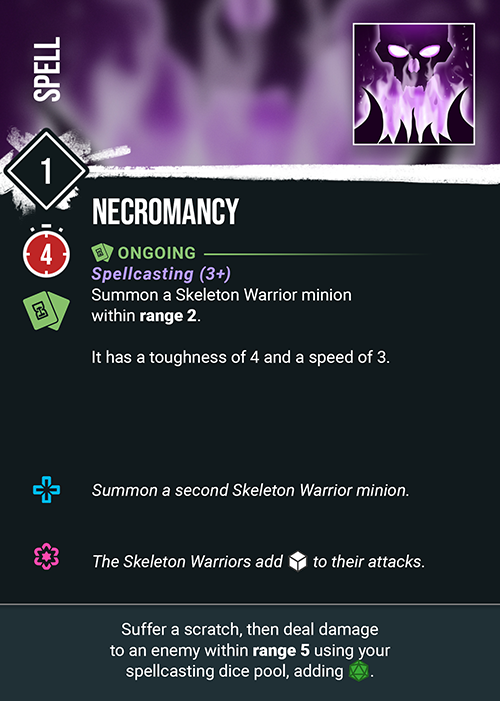 SPELL
1
NECROMANCY
4
ONGOING
Spellcasting (3+)
Summon a Skeleton Warrior minion
within range 2.
It has a toughness of 4 and a speed of 3.
Summon a second Skeleton Warrior minion.
The Skeleton Warriors add to their attacks.
Suffer a scratch, then deal damage
to an enemy within range 5 using your
spellcasting dice pool, adding .